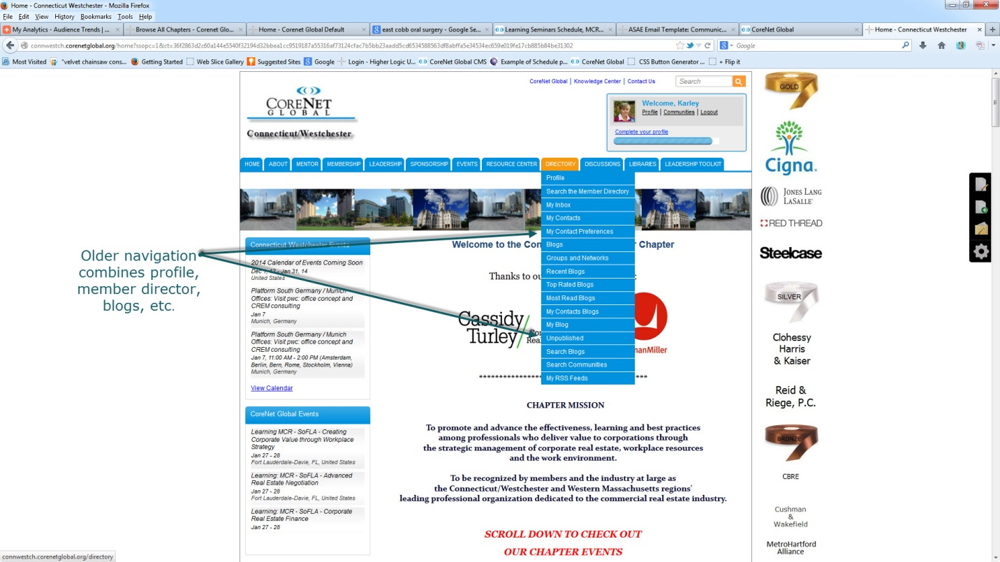 Home - Connecticut Westchester - Mozilla Firefox
File Edit View History Bookmarks Tools Help
My Analytics - Audience Trends | ...
Browse All Chapters - Corenet Glo...
Home - Corenet Global Default
east cobb oral surgery - Google Se...
Learning Seminars Schedule, MCR...
ASAE Email Template: Communic...
CoreNet Global
Home - Connecticut Westchester
connwestch.corenetglobal.org/home?ssopc=1&ct=36f2863d2c60a144e5540f32194d32bbea1cc9519187a55316af73124cfac7b5bb23aadd5cd6534588563df8abffa5e34534ec659e019fe17cb885b84be31302
Google
Most Visited
"velvet chainsaw cons...
Getting Started
Web Slice Gallery
Suggested Sites
Google
Login - Higher Logic U...
CoreNet Global CMS
Example of Schedule p...
CoreNet Global
CSS Button Generator ...
+ Flip it
CoreNet Global | Knowledge Center | Contact Us
Search
CORENET
GLOBAL
Connecticut/Westchester
Welcome, Karley
Profile | Communities | Logout
Complete your profile
HOME ABOUT MENTOR MEMBERSHIP LEADERSHIP SPONSORSHIP EVENTS RESOURCE CENTER DIRECTORY DISCUSSIONS LIBRARIES LEADERSHIP TOOLKIT
Profile
Search the Member Directory
My Inbox
My Contacts
My Contact Preferences
Blogs
Groups and Networks
Recent Blogs
Top Rated Blogs
Most Read Blogs
My Contacts Blogs
My Blog
Unpublished
Search Blogs
Search Communities
My RSS Feeds
Older navigation
combines profile,
member director,
blogs, etc.
Connecticut Westchester Events
2014 Calendar of Events Coming Soon
Dec 1, 13 - Jan 31, 14
United States
Platform South Germany / Munich
Offices: Visit pwc: office concept and
CREM consulting
Jan 7
Munich, Germany
Platform South Germany / Munich
Offices: Visit pwc: office concept and
CREM consulting
Jan 7, 11:00 AM - 2:00 PM (Amsterdam,
Berlin, Bern, Rome, Stockholm, Vienna)
Munich, Germany
View Calendar
CoreNet Global Events
Learning MCR - SoFLA - Creating
Corporate Value through Workplace
Strategy
Jan 27 - 28
Fort Lauderdale-Davie, FL, United States
Learning: MCR - SoFLA - Advanced
Real Estate Negotiation
Jan 27 - 28
Fort Lauderdale-Davie, FL, United States
Learning: MCR - SoFLA - Corporate
Real Estate Finance
Jan 27 - 28
Welcome to the Con r Chapter
Thanks to ou :
Cassidy
Turley
Co
Rea
manMiller
****************** ***
CHAPTER MISSION
To promote and advance the effectiveness, learning and best practices
among professionals who deliver value to corporations through
the strategic management of corporate real estate, workplace resources
and the work environment.
To be recognized by members and the industry at large as
the Connecticut/Westchester and Western Massachusetts regions'
leading professional organization dedicated to the commercial real estate industry.
SCROLL DOWN TO CHECK OUT
OUR CHAPTER EVENTS
GOLD
Cigna.
JONES LANG
LASALLE
RED THREAD
Steelcase
SILVER
Clohessy
Harris
& Kaiser
Reid &
Riege, P.C.
BRONZE
CBRE
Cushman
&
Wakefield
MetroHartford
Alliance
connwestch.corenetglobal.org/directory